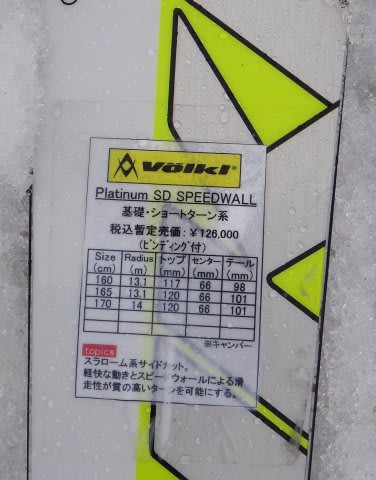 Völkl
Platinum SD SPEEDWALL
基礎・ショートターン系
税込暫定売価：￥126,000
(ビンディング付)
Size (cm) Radius (m) トップ (mm) センター (mm) テール (mm)
160 13.1 117 66 98
165 13.1 120 66 101
170 14 120 66 101
※キャンバー
topics
スラローム系サイドカット。
軽快な動きとスピードウォールによる滑
走性が質の高いターンを可能にする。